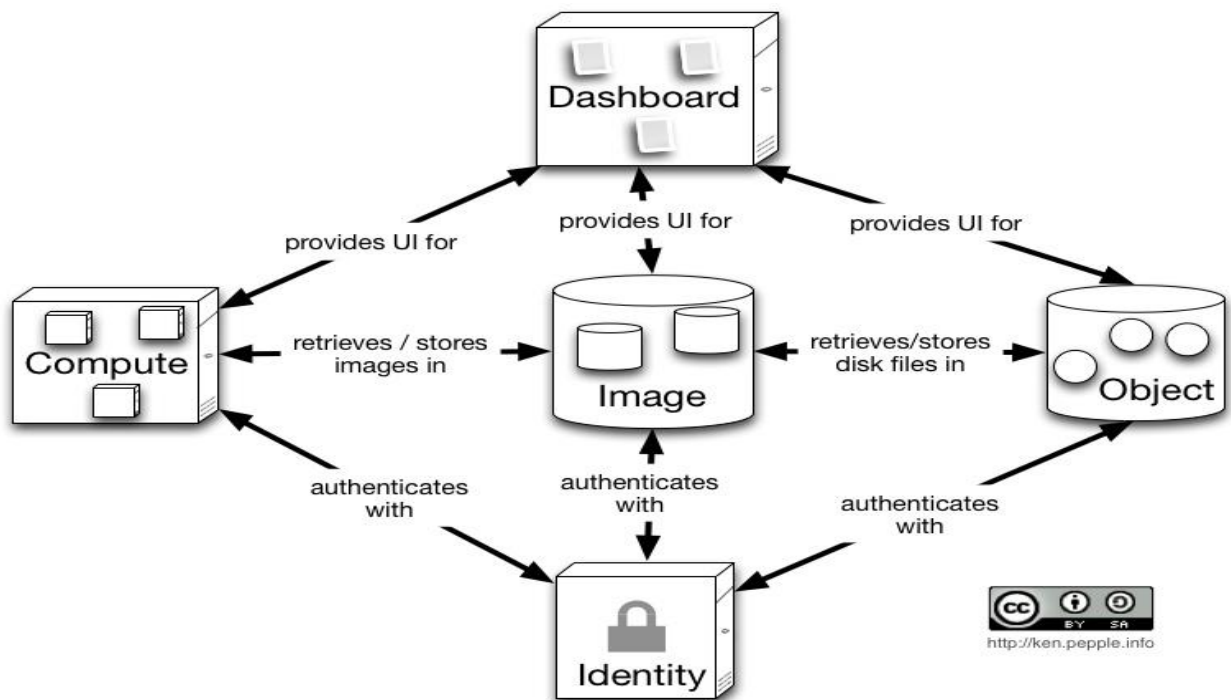 Dashboard
provides UI for
provides UI for
provides UI for
Compute
retrieves / stores
images in
Image
retrieves/stores
disk files in
Object
authenticates
with
authenticates
with
authenticates
with
Identity
cc
BY SA
http://ken.pepple.info